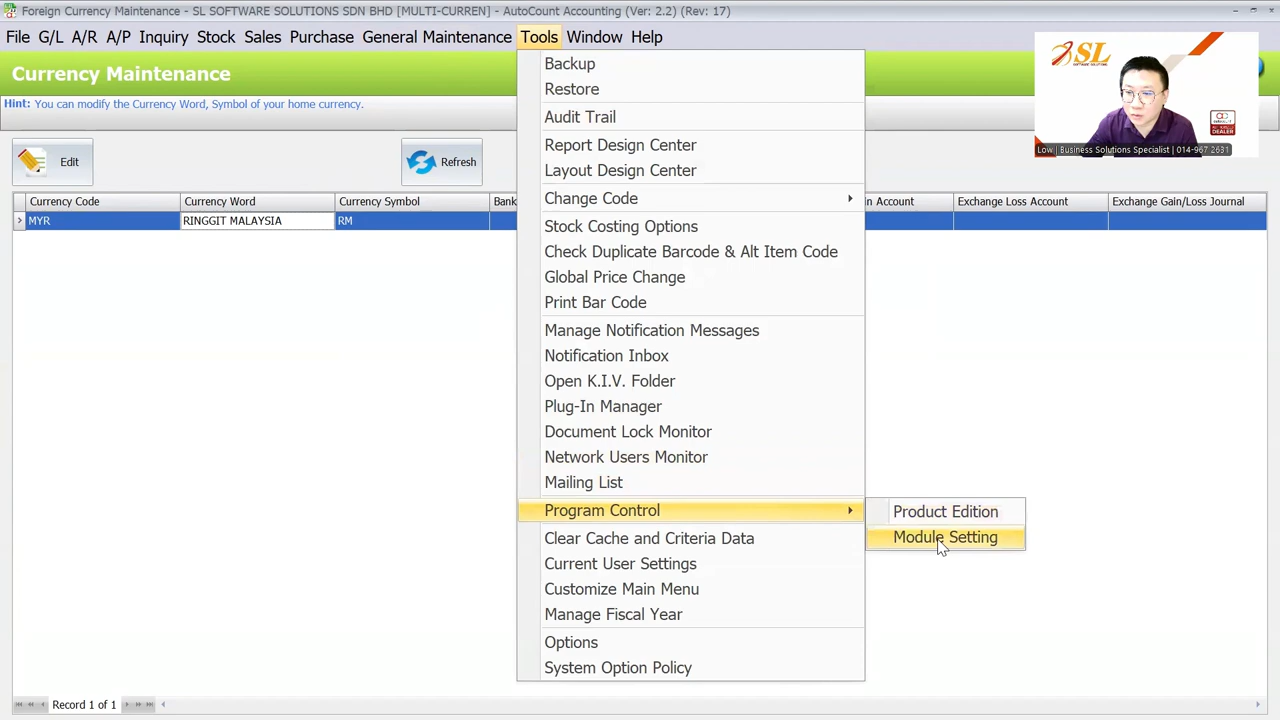 Foreign Currency Maintenance - SL SOFTWARE SOLUTIONS SDN BHD [MULTI-CURREN] - AutoCount Accounting (Ver: 2.2) (Rev: 17)
File G/L A/R A/P Inquiry Stock Sales Purchase General Maintenance Tools Window Help
Currency Maintenance
Hint: You can modify the Currency Word, Symbol of your home currency.
Edit
Refresh
Currency Code Currency Word Currency Symbol Bank n Account Exchange Loss Account Exchange Gain/Loss Journal
MYR RINGGIT MALAYSIA RM
Backup
Restore
Audit Trail
Report Design Center
Layout Design Center
Change Code
Stock Costing Options
Check Duplicate Barcode & Alt Item Code
Global Price Change
Print Bar Code
Manage Notification Messages
Notification Inbox
Open K.I.V. Folder
Plug-In Manager
Document Lock Monitor
Network Users Monitor
Mailing List
Program Control
Product Edition
Module Setting
Clear Cache and Criteria Data
Current User Settings
Customize Main Menu
Manage Fiscal Year
Options
System Option Policy
SL
SOFTWARE SOLUTIONS
DEALER
Low | Business Solutions Specialist | 014-967 2631
Record 1 of 1